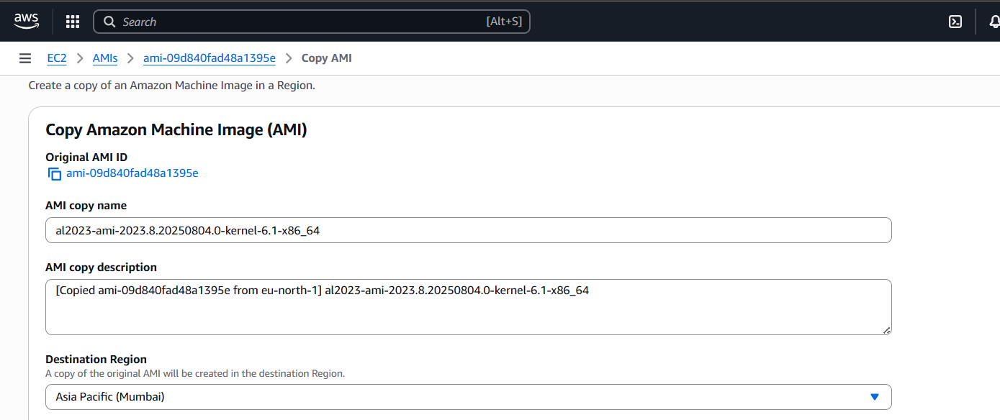 aws
Search [Alt+S]
EC2 > AMIs > ami-09d840fad48a1395e > Copy AMI
Create a copy of an Amazon Machine Image in a Region.
Copy Amazon Machine Image (AMI)
Original AMI ID
ami-09d840fad48a1395e
AMI copy name
al2023-ami-2023.8.20250804.0-kernel-6.1-x86_64
AMI copy description
[Copied ami-09d840fad48a1395e from eu-north-1] al2023-ami-2023.8.20250804.0-kernel-6.1-x86_64
Destination Region
A copy of the original AMI will be created in the destination Region.
Asia Pacific (Mumbai)